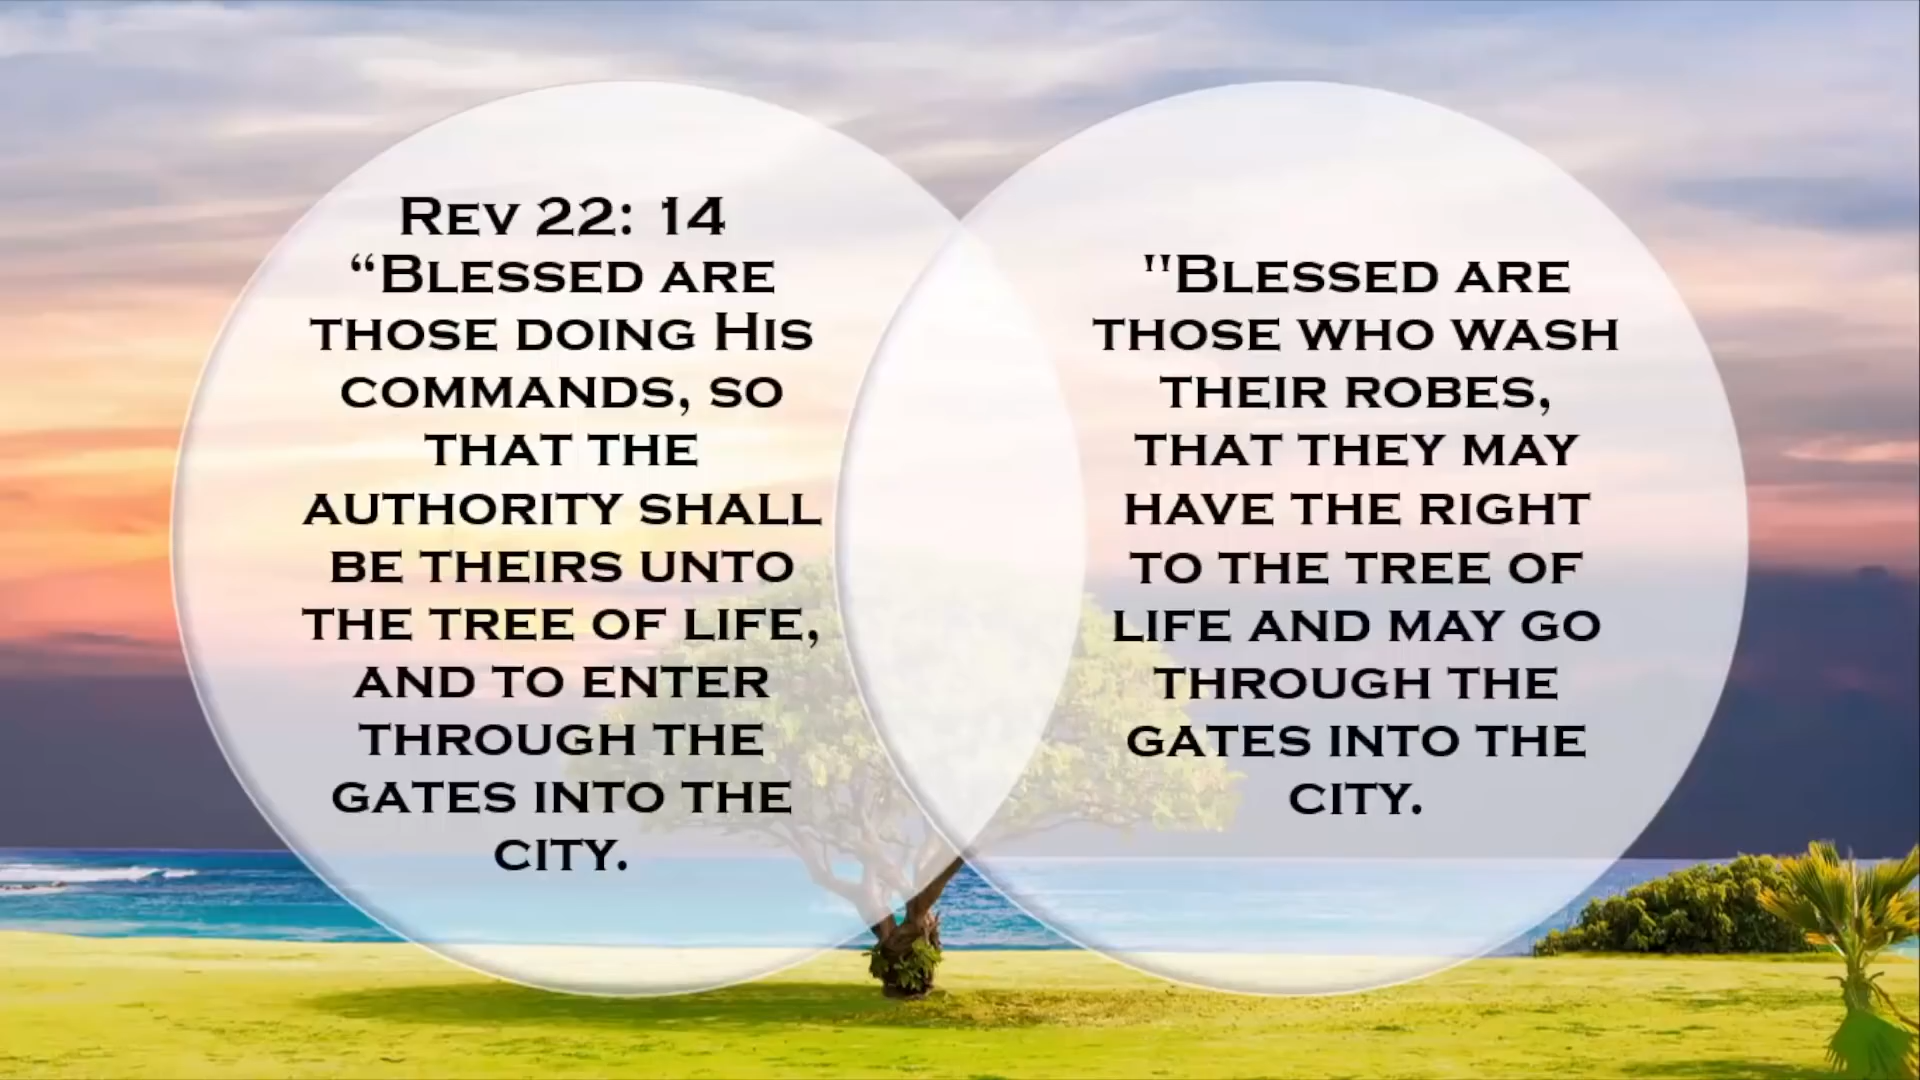 Rev 22: 14
“Blessed are
those doing His
commands, so
that the
authority shall
be theirs unto
the tree of life,
and to enter
through the
gates into the
city.
"Blessed are
those who wash
their robes,
that they may
have the right
to the tree of
life and may go
through the
gates into the
city.